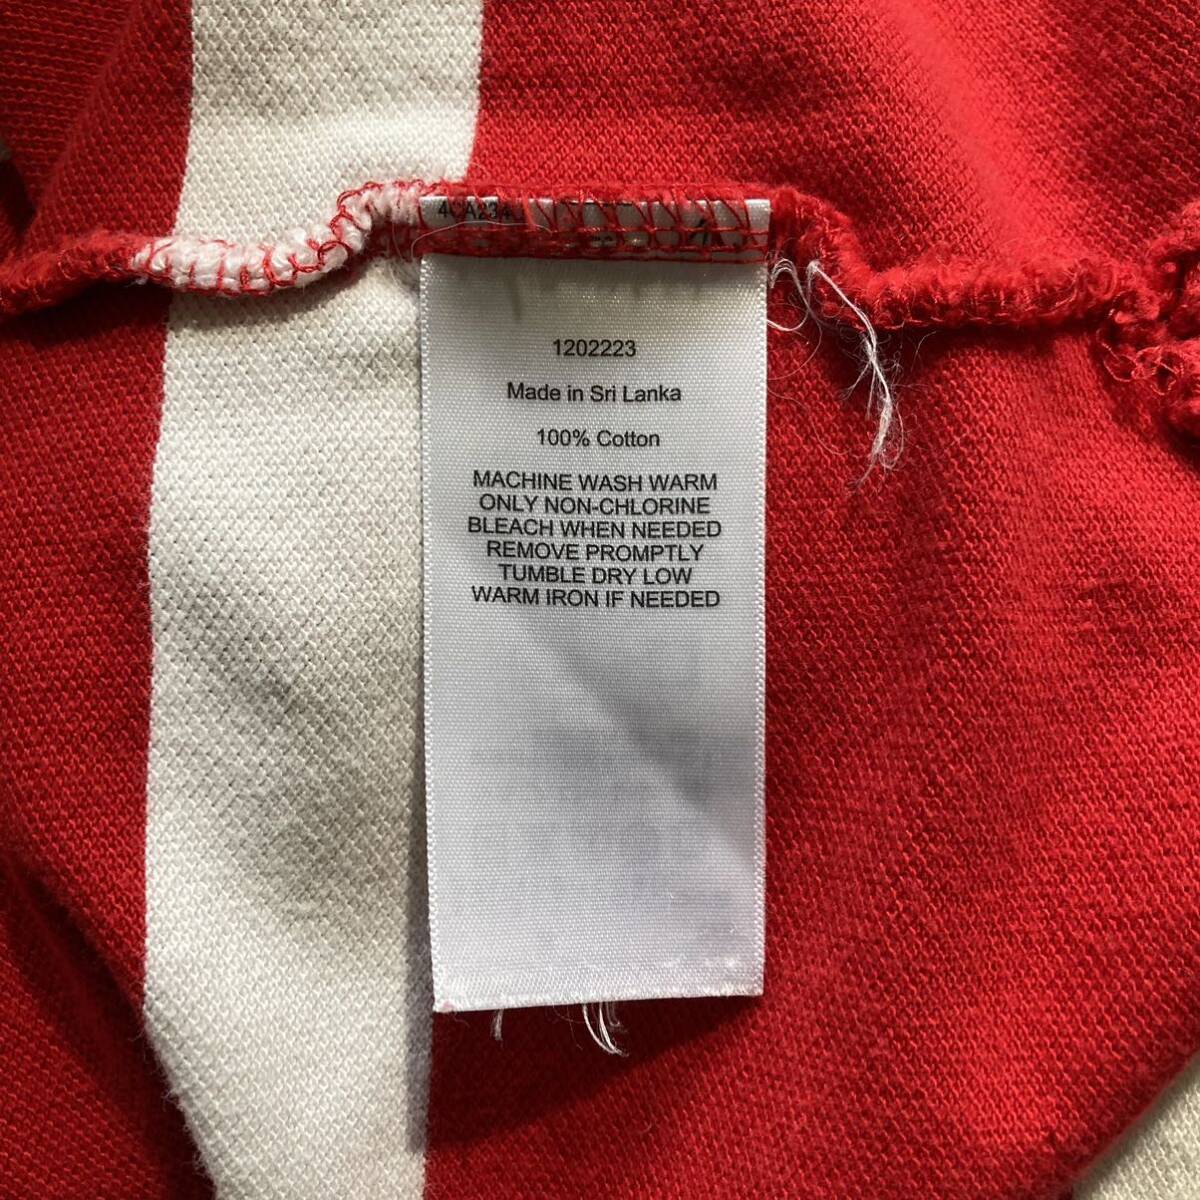 1202223
Made in Sri Lanka
100% Cotton
MACHINE WASH WARM
ONLY NON-CHLORINE
BLEACH WHEN NEEDED
REMOVE PROMPTLY
TUMBLE DRY LOW
WARM IRON IF NEEDED